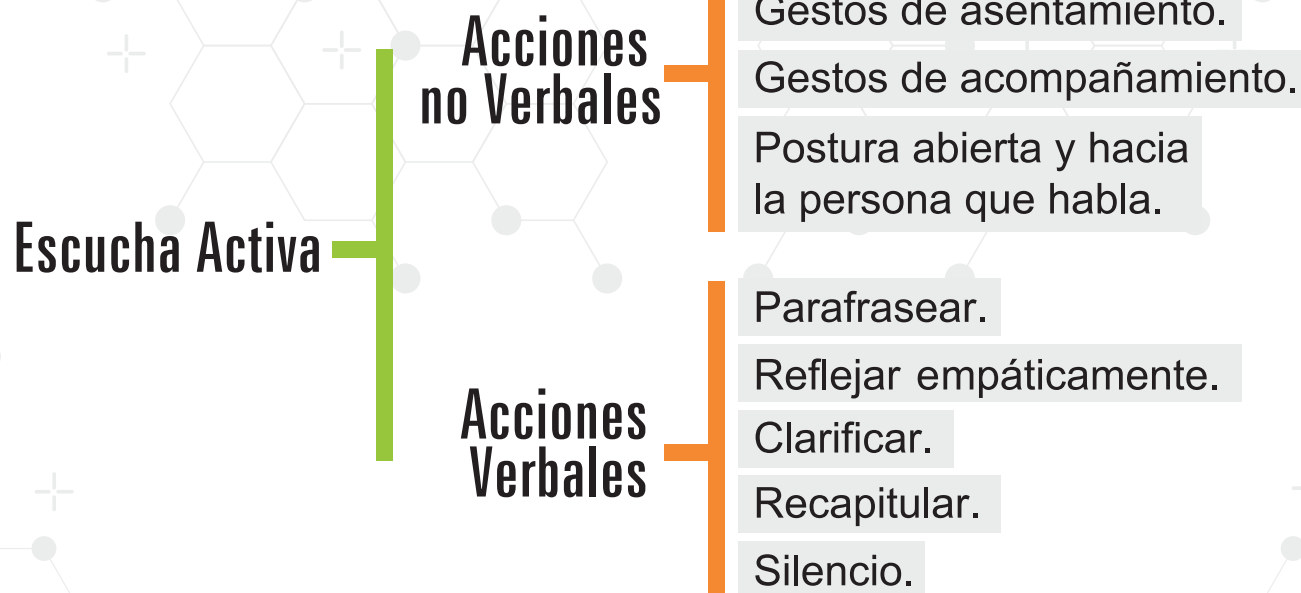 Escucha Activa
Acciones
no Verbales
Gestos de asentamiento.
Gestos de acompañamiento.
Postura abierta y hacia
la persona que habla.
Acciones
Verbales
Parafrasear.
Reflejar empáticamente.
Clarificar.
Recapitular.
Silencio.